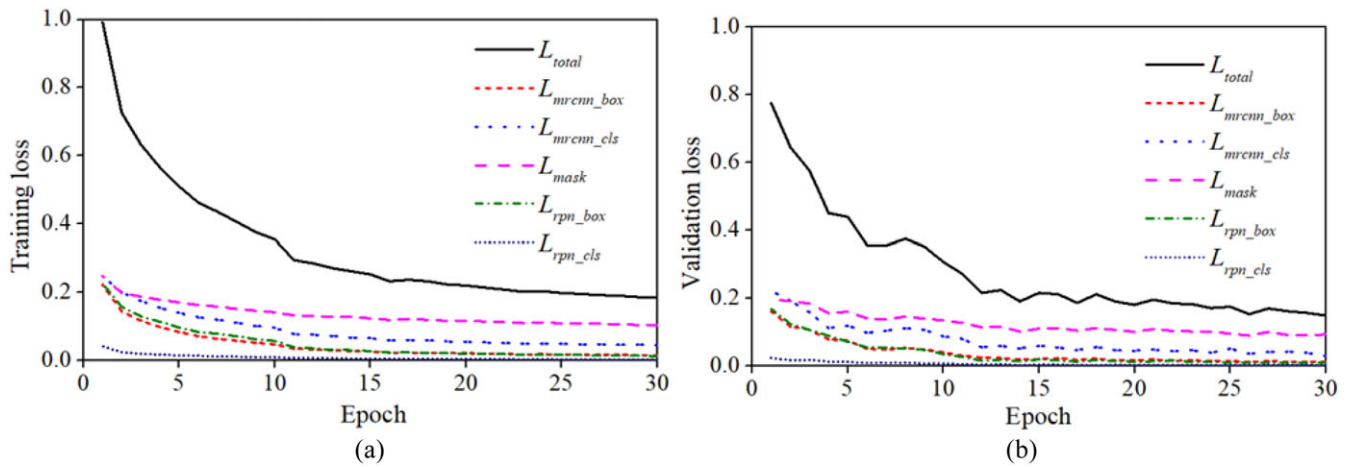 1.0
0.8
0.6
0.4
0.2
0.0
Training loss
0 5 10 15 20 25 30
Epoch
L_total
L_mrcnn_box
L_mrcnn_cls
L_mask
L_rpn_box
L_rpn_cls
(a)
1.0
0.8
0.6
0.4
0.2
0.0
Validation loss
0 5 10 15 20 25 30
Epoch
L_total
L_mrcnn_box
L_mrcnn_cls
L_mask
L_rpn_box
L_rpn_cls
(b)